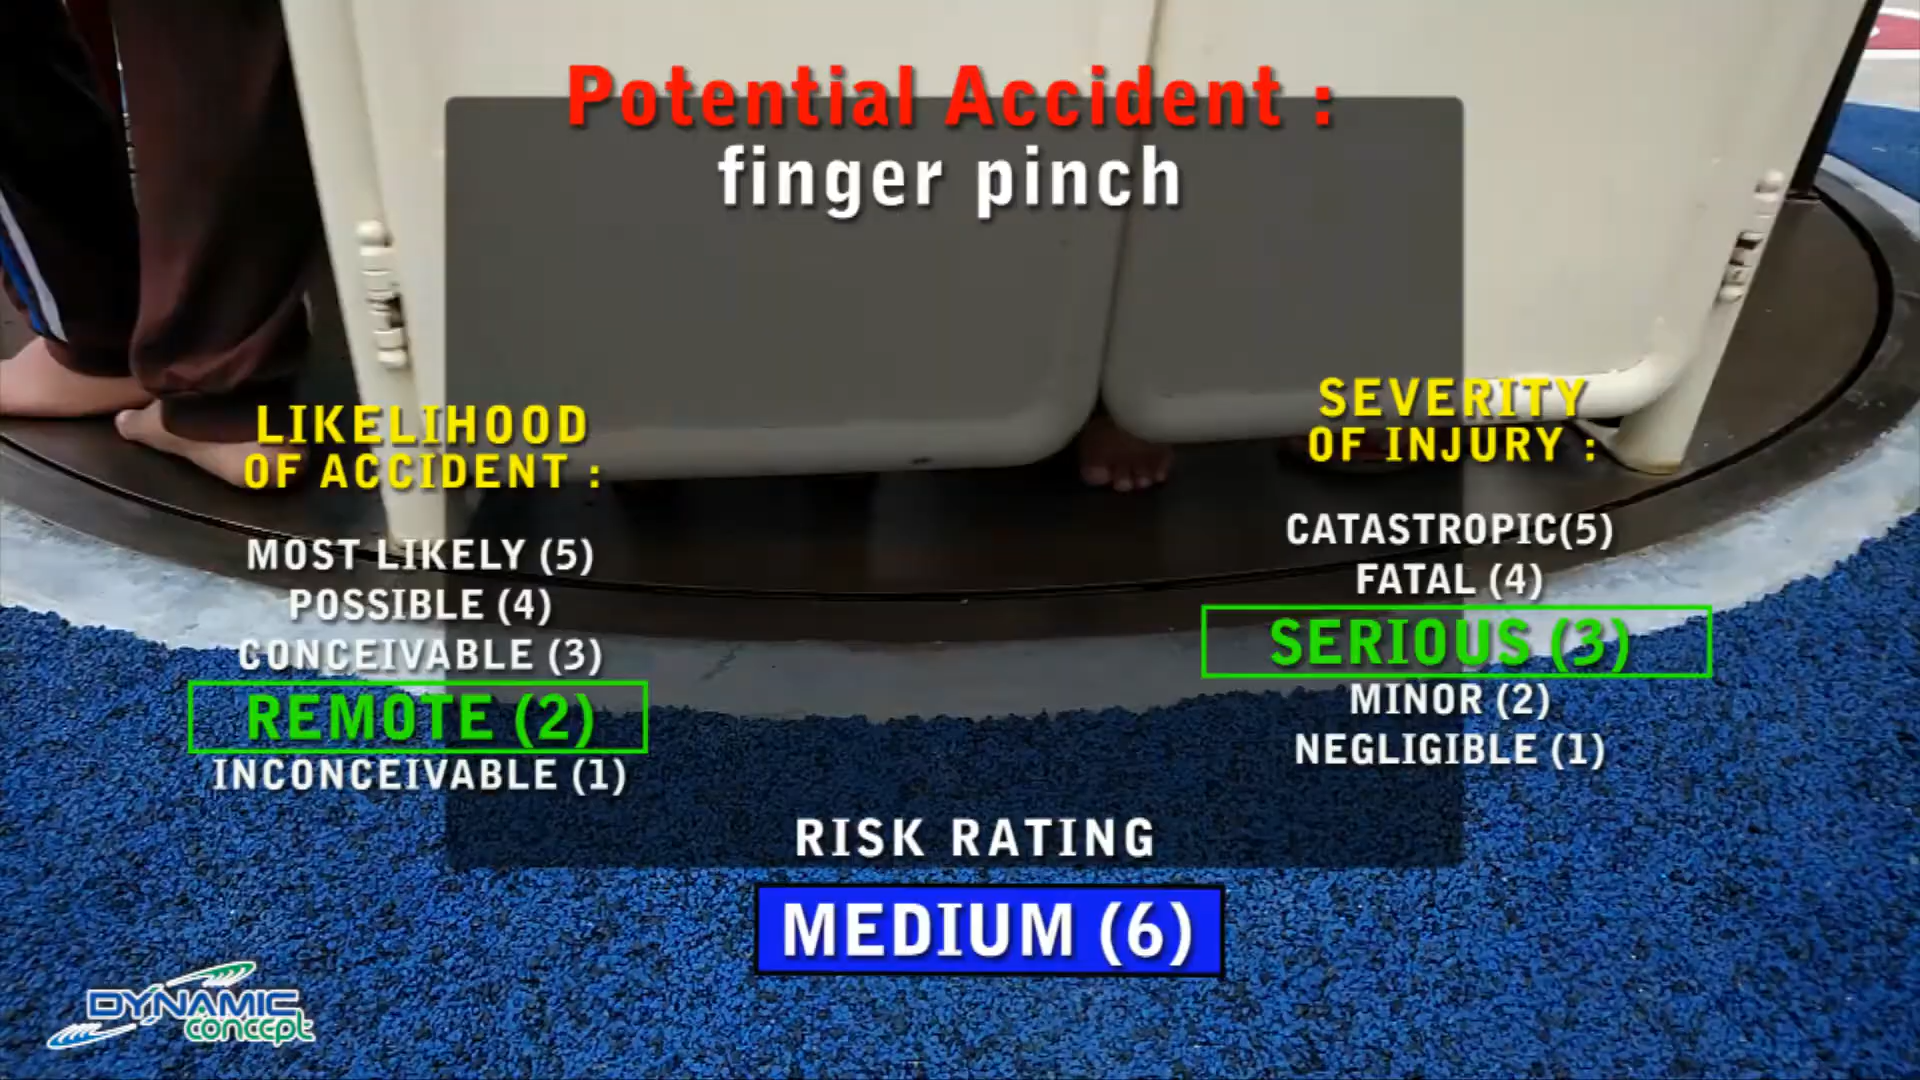 Potential Accident :
finger pinch
LIKELIHOOD
OF ACCIDENT :
MOST LIKELY (5)
POSSIBLE (4)
CONCEIVABLE (3)
REMOTE (2)
INCONCEIVABLE (1)
SEVERITY
OF INJURY :
CATASTROPIC(5)
FATAL (4)
SERIOUS (3)
MINOR (2)
NEGLIGIBLE (1)
RISK RATING
MEDIUM (6)
DYNAMIC
concept